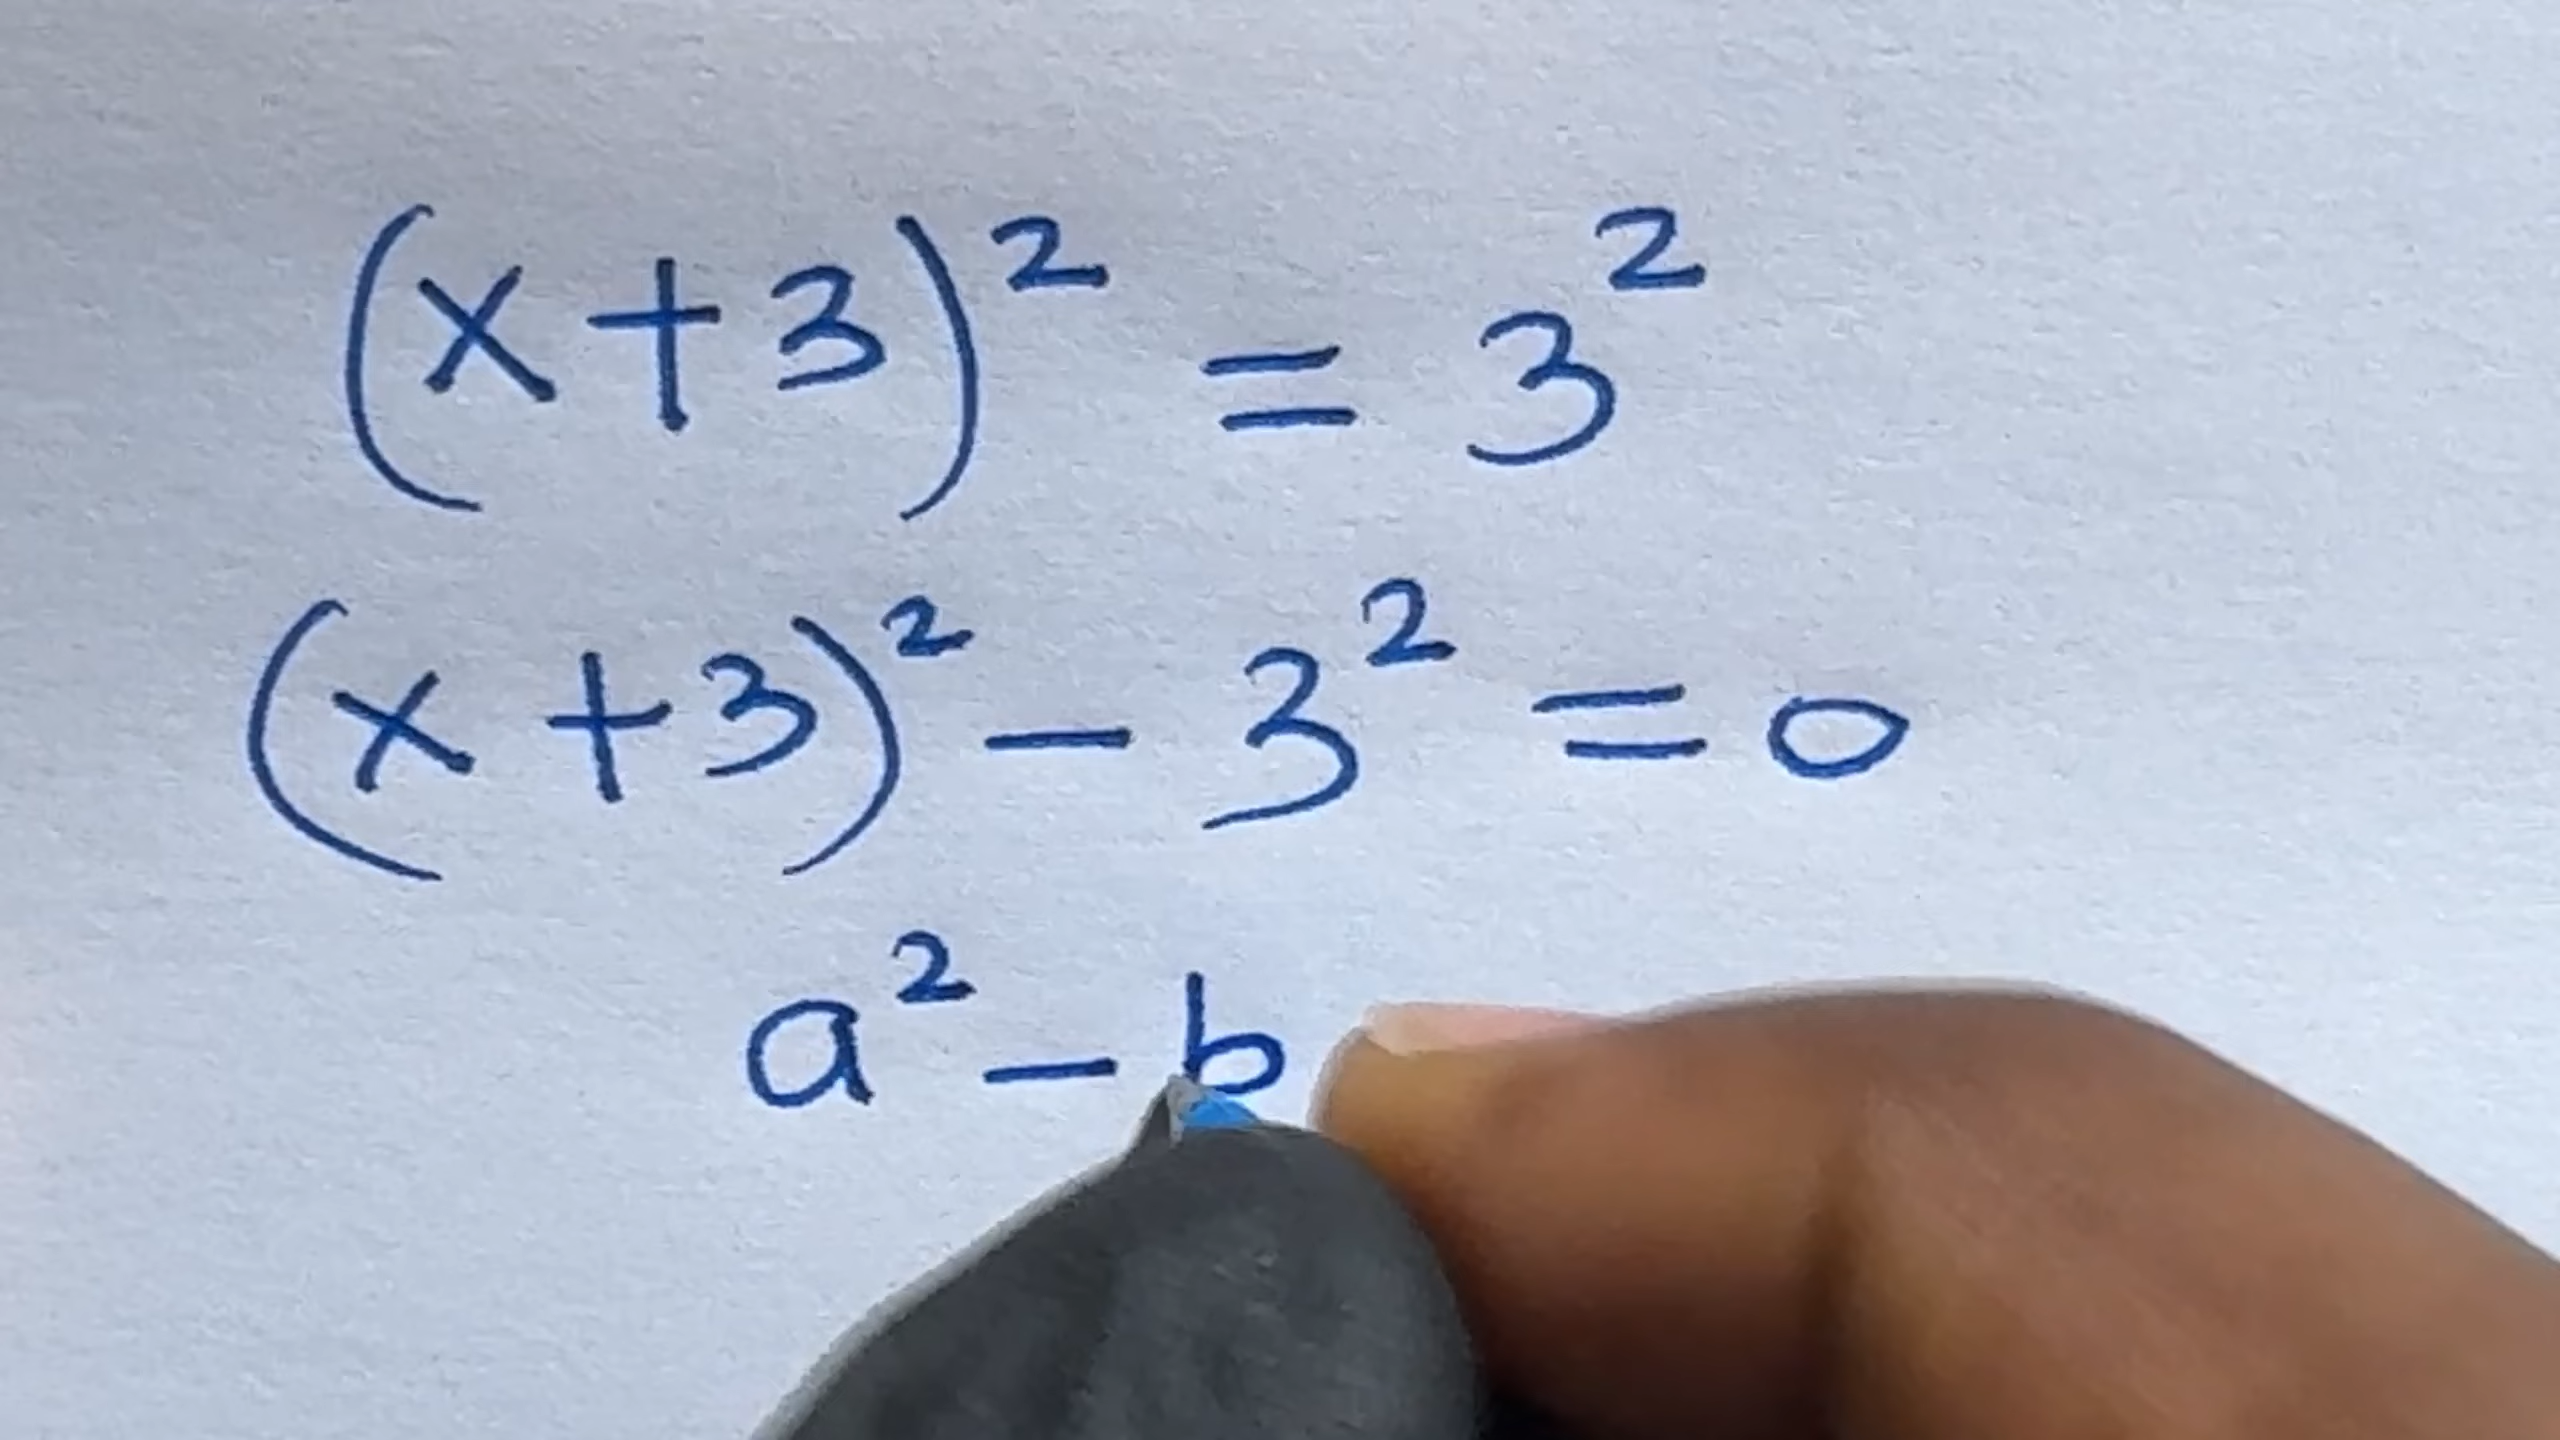 (x+3)² = 3²
(x+3)² - 3² = 0
a² - b